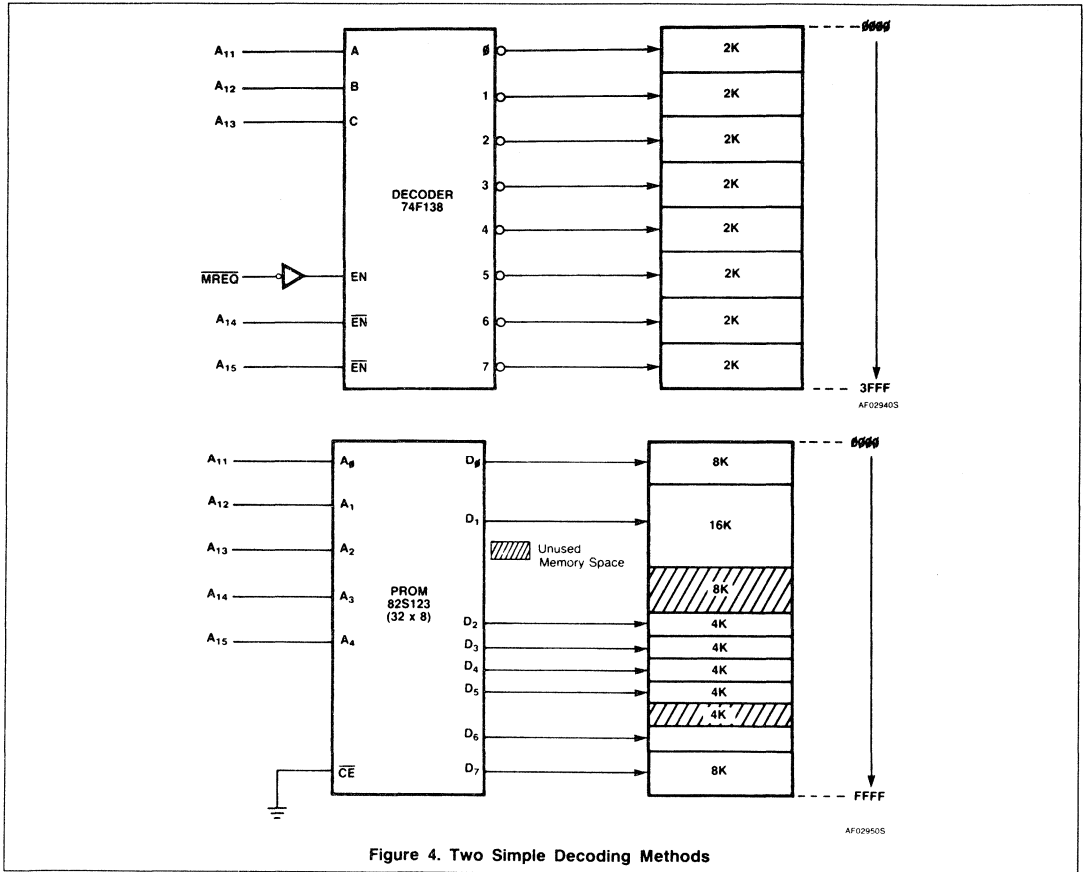 A11 A Ø 2K ØØØØ
A12 B 1 2K
A13 C 2 2K
3 2K
DECODER
74F138
4 2K
MREQ EN 5 2K
A14 EN 6 2K
A15 EN 7 2K
3FFF
AF02940S
A11 AØ DØ 8K ØØØØ
A12 A1 D1 16K
Unused
Memory Space
A13 A2
A14 A3 8K
PROM
82S123
(32 x 8)
A15 A4 D2 4K
D3 4K
D4 4K
D5 4K
4K
D6
CE D7 8K
FFFF
AF02950S
Figure 4. Two Simple Decoding Methods